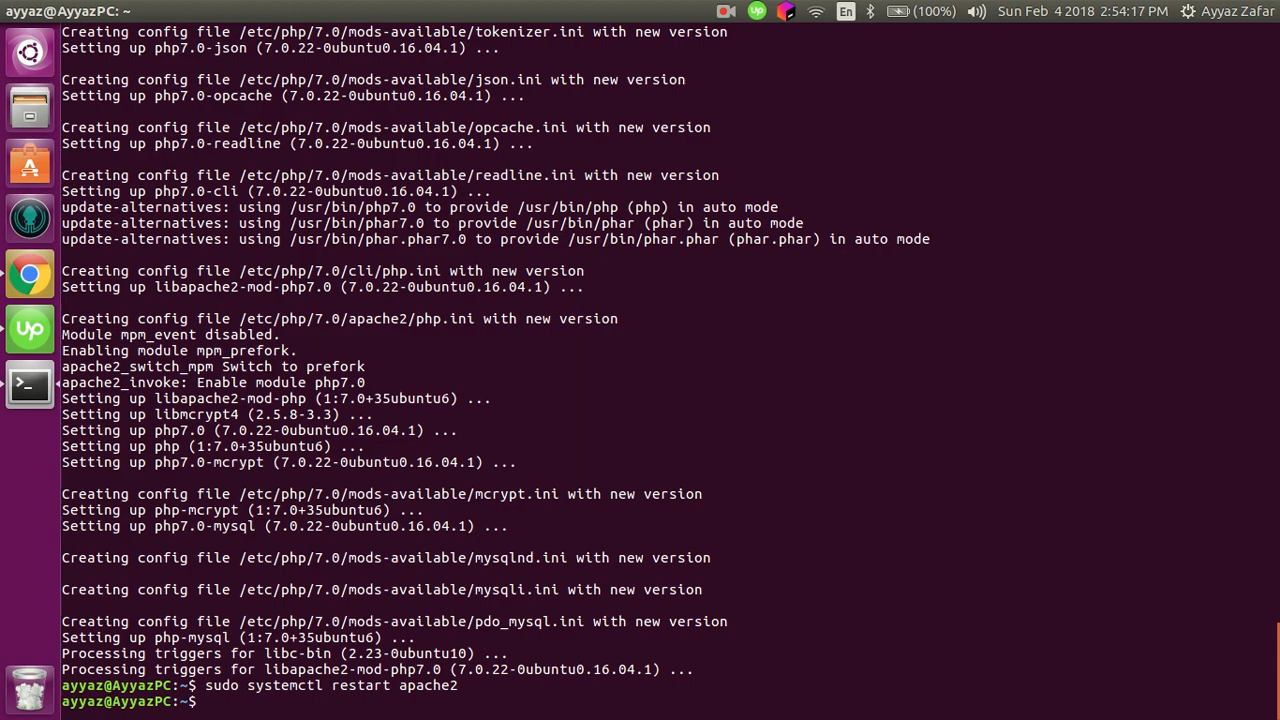 ayyaz@AyyazPC: ~
En
(100%)
Sun Feb 4 2018 2:54:17 PM
Ayyaz Zafar
Creating config file /etc/php/7.0/mods-available/tokenizer.ini with new version
Setting up php7.0-json (7.0.22-0ubuntu0.16.04.1) ...
Creating config file /etc/php/7.0/mods-available/json.ini with new version
Setting up php7.0-opcache (7.0.22-0ubuntu0.16.04.1) ...
Creating config file /etc/php/7.0/mods-available/opcache.ini with new version
Setting up php7.0-readline (7.0.22-0ubuntu0.16.04.1) ...
Creating config file /etc/php/7.0/mods-available/readline.ini with new version
Setting up php7.0-cli (7.0.22-0ubuntu0.16.04.1) ...
update-alternatives: using /usr/bin/php7.0 to provide /usr/bin/php (php) in auto mode
update-alternatives: using /usr/bin/phar7.0 to provide /usr/bin/phar (phar) in auto mode
update-alternatives: using /usr/bin/phar.phar7.0 to provide /usr/bin/phar.phar (phar.phar) in auto mode
Creating config file /etc/php/7.0/cli/php.ini with new version
Setting up libapache2-mod-php7.0 (7.0.22-0ubuntu0.16.04.1) ...
Creating config file /etc/php/7.0/apache2/php.ini with new version
Module mpm_event disabled.
Enabling module mpm_prefork.
apache2_switch_mpm Switch to prefork
apache2_invoke: Enable module php7.0
Setting up libapache2-mod-php (1:7.0+35ubuntu6) ...
Setting up libmcrypt4 (2.5.8-3.3) ...
Setting up php7.0 (7.0.22-0ubuntu0.16.04.1) ...
Setting up php (1:7.0+35ubuntu6) ...
Setting up php7.0-mcrypt (7.0.22-0ubuntu0.16.04.1) ...
Creating config file /etc/php/7.0/mods-available/mcrypt.ini with new version
Setting up php-mcrypt (1:7.0+35ubuntu6) ...
Setting up php7.0-mysql (7.0.22-0ubuntu0.16.04.1) ...
Creating config file /etc/php/7.0/mods-available/mysqlnd.ini with new version
Creating config file /etc/php/7.0/mods-available/mysqli.ini with new version
Creating config file /etc/php/7.0/mods-available/pdo_mysql.ini with new version
Setting up php-mysql (1:7.0+35ubuntu6) ...
Processing triggers for libc-bin (2.23-0ubuntu10) ...
Processing triggers for libapache2-mod-php7.0 (7.0.22-0ubuntu0.16.04.1) ...
ayyaz@AyyazPC:~$ sudo systemctl restart apache2
ayyaz@AyyazPC:~$